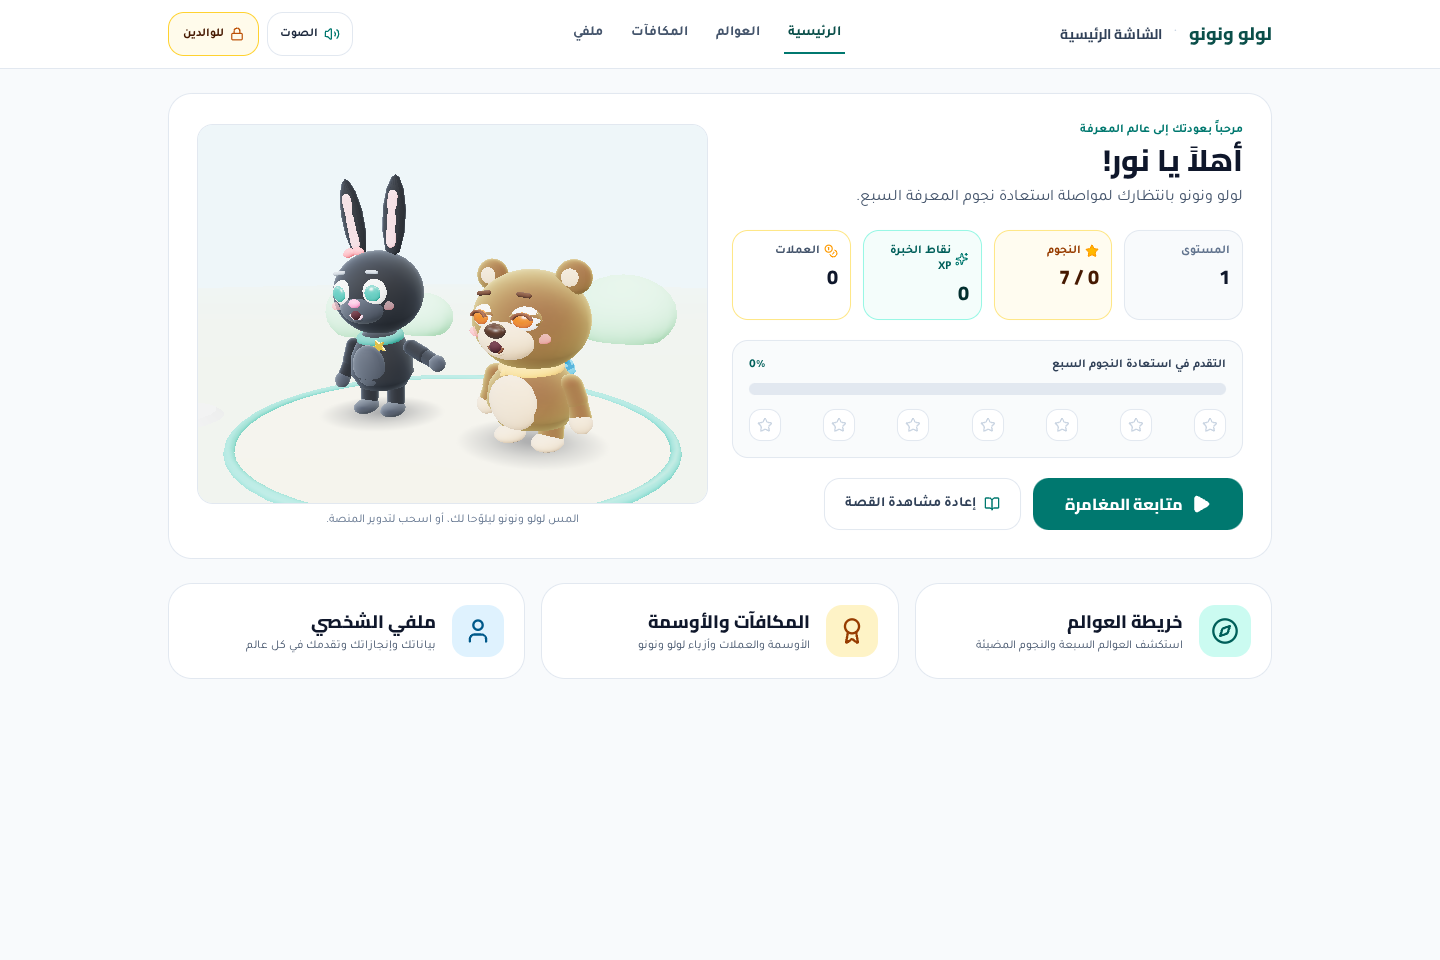 لولو ونونو · الشاشة الرئيسية
الرئيسية
العوالم
المكافآت
ملفي
الصوت
للوالدين
مرحباً بعودتك إلى عالم المعرفة
أهلاً يا نور!
لولو ونونو بانتظارك لمواصلة استعادة نجوم المعرفة السبع.
المستوى
1
النجوم
0 / 7
نقاط الخبرة
XP
0
العملات
0
التقدم في استعادة النجوم السبع
0%
متابعة المغامرة
إعادة مشاهدة القصة
المس لولو ونونو ليلوّحا لك، أو اسحب لتدوير المنصة.
خريطة العوالم
استكشف العوالم السبعة والنجوم المضيئة
المكافآت والأوسمة
الأوسمة والعملات وأزياء لولو ونونو
ملفي الشخصي
بياناتك وإنجازاتك وتقدمك في كل عالم